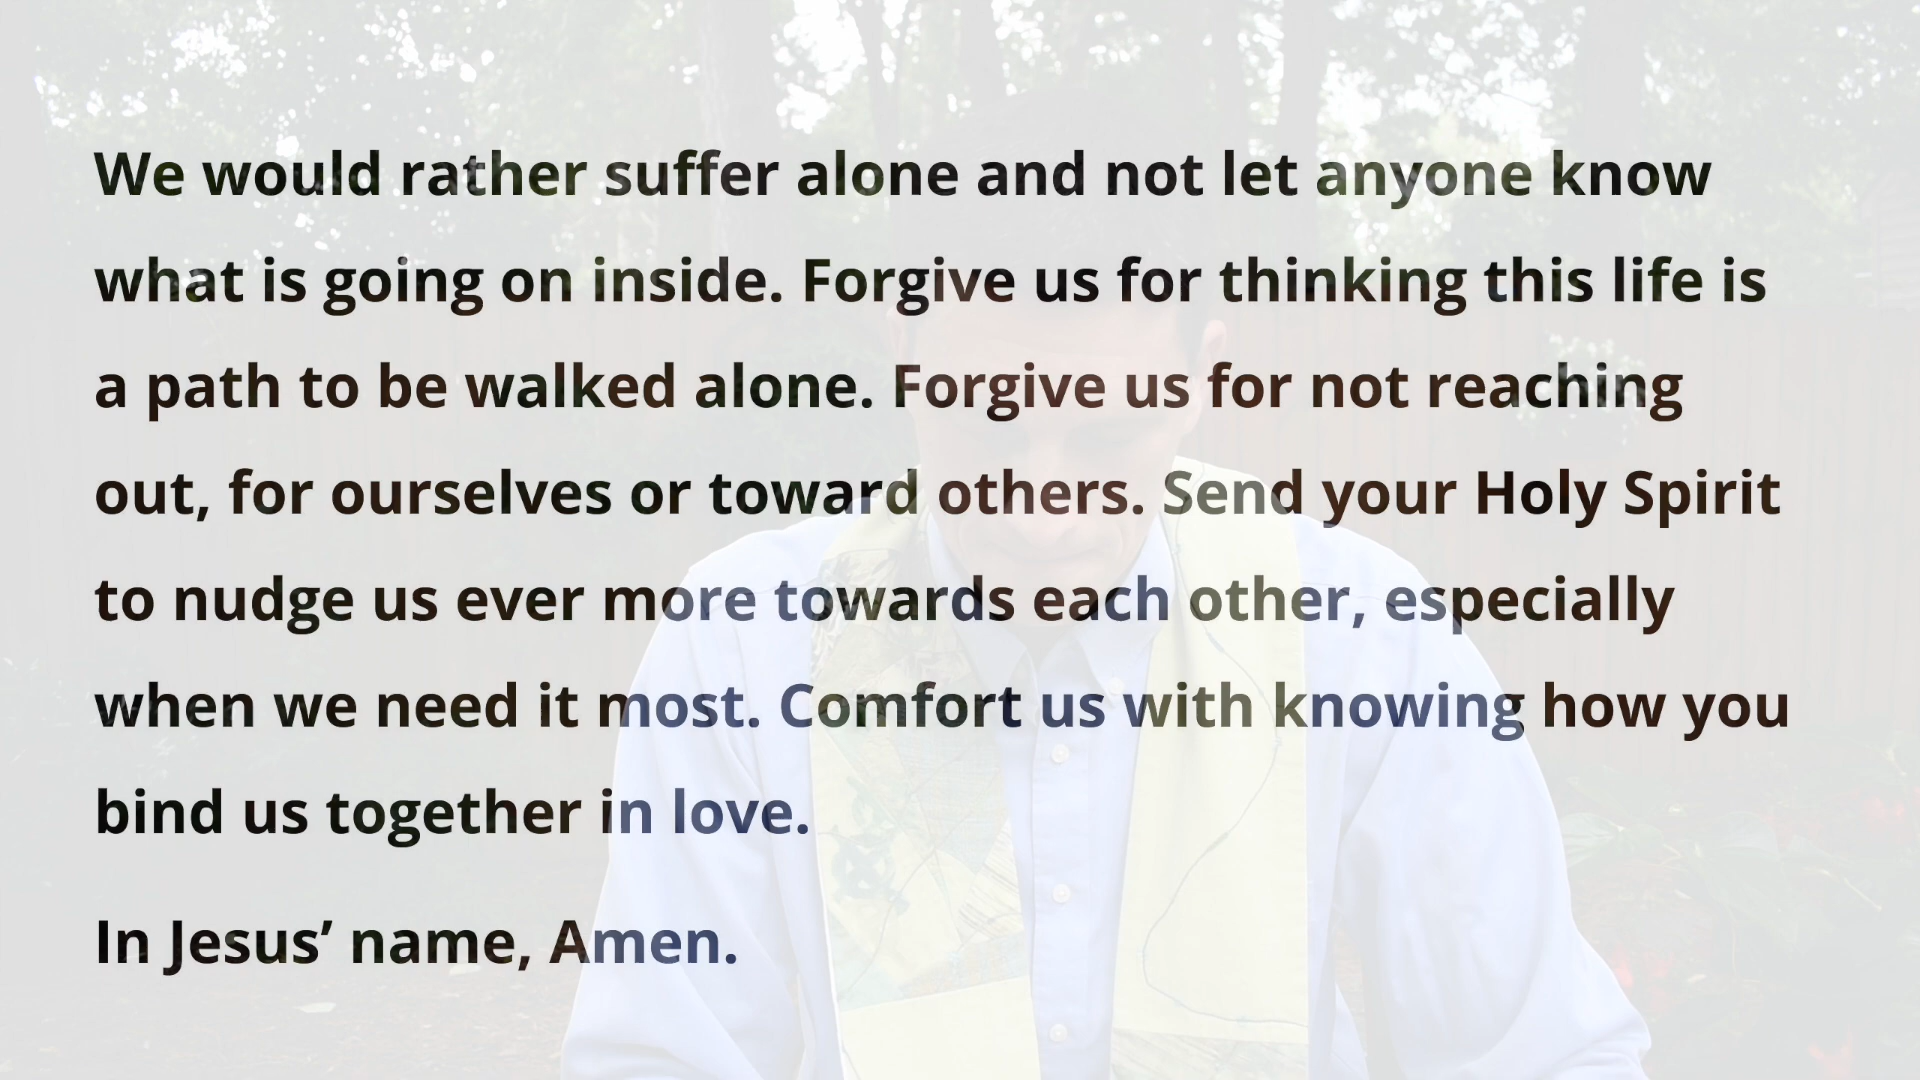 We would rather suffer alone and not let anyone know
what is going on inside. Forgive us for thinking this life is
a path to be walked alone. Forgive us for not reaching
out, for ourselves or toward others. Send your Holy Spirit
to nudge us ever more towards each other, especially
when we need it most. Comfort us with knowing how you
bind us together in love.
In Jesus’ name, Amen.